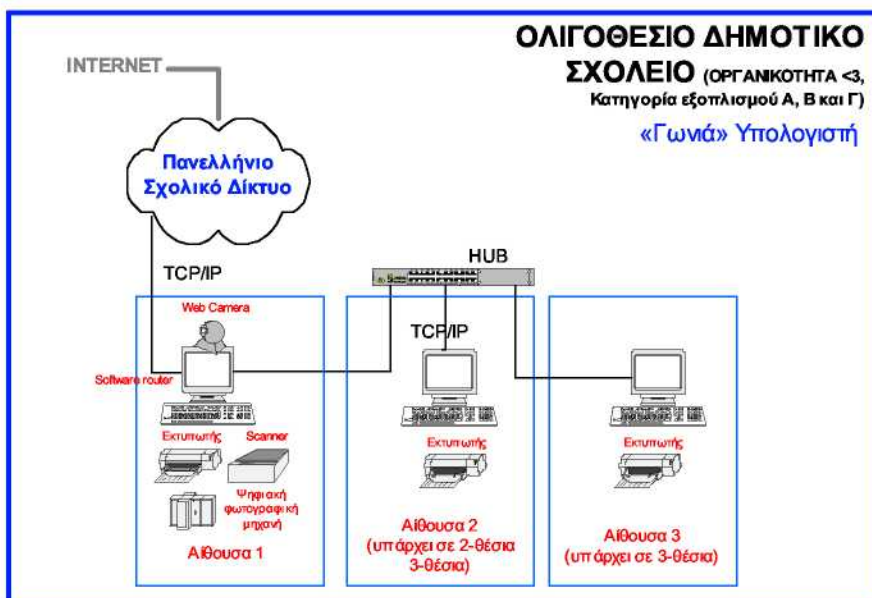 ΟΛΙΓΟΘΕΣΙΟ ΔΗΜΟΤΙΚΟ
ΣΧΟΛΕΙΟ (ΟΡΓΑΝΙΚΟΤΗΤΑ <3,
Κατηγορία εξοπλισμού Α, Β και Γ)
«Γωνιά» Υπολογιστή
INTERNET
Πανελλήνιο
Σχολικό Δίκτυο
HUB
TCP/IP
Web Camera
TCP/IP
Software router
Εκτυπωτής
Scanner
Εκτυπωτής
Εκτυπωτής
Ψηφιακή
φωτογραφική
μηχανή
Αίθουσα 1
Αίθουσα 2
(υπάρχει σε 2-θέσια
3-θέσια)
Αίθουσα 3
(υπάρχει σε 3-θέσια)